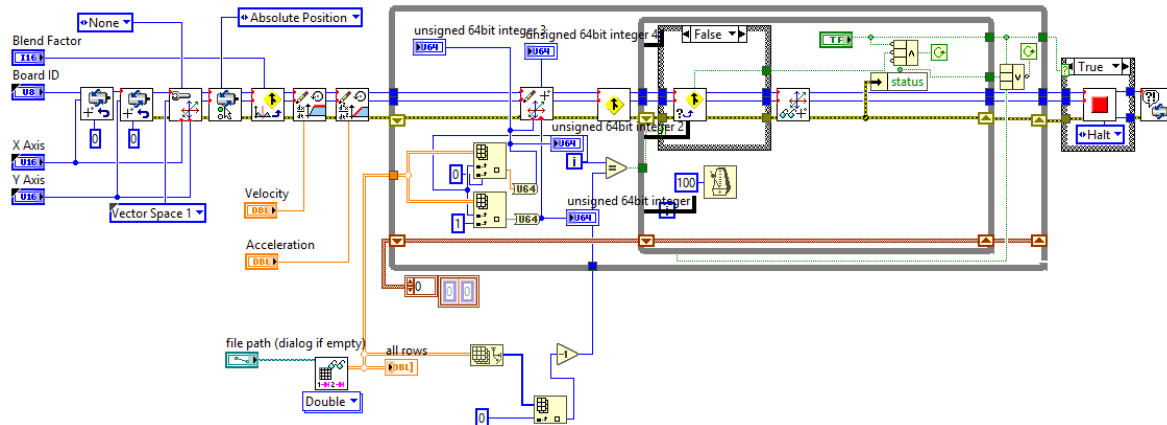 None
Absolute Position
Blend Factor
I16
Board ID
U8
X Axis
U16
Y Axis
U16
0
0
Vector Space 1
Velocity
DBL
Acceleration
DBL
unsigned 64bit integer 3
U64
unsigned 64bit integer 4
U64
unsigned 64bit integer 2
U64
i
=
0
U64
1
U64
unsigned 64bit integer
U64
False
?
100
i
TF
status
True
Halt
?!
0
0
0
file path (dialog if empty)
all rows
DBL]
Double
-1
0